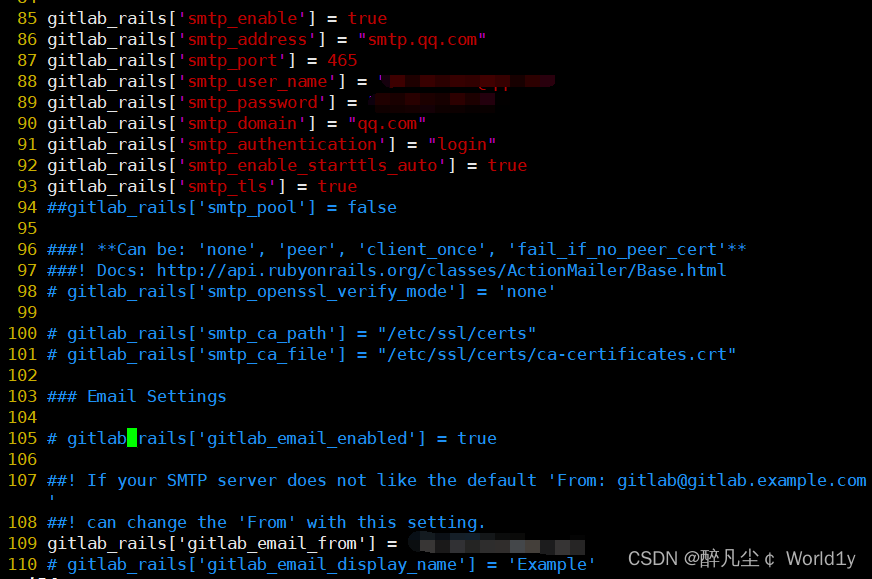 85 gitlab_rails['smtp_enable'] = true
86 gitlab_rails['smtp_address'] = "smtp.qq.com"
87 gitlab_rails['smtp_port'] = 465
88 gitlab_rails['smtp_user_name'] = '
89 gitlab_rails['smtp_password'] =
90 gitlab_rails['smtp_domain'] = "qq.com"
91 gitlab_rails['smtp_authentication'] = "login"
92 gitlab_rails['smtp_enable_starttls_auto'] = true
93 gitlab_rails['smtp_tls'] = true
94 ##gitlab_rails['smtp_pool'] = false
95
96 ###! **Can be: 'none', 'peer', 'client_once', 'fail_if_no_peer_cert'**
97 ###! Docs: http://api.rubyonrails.org/classes/ActionMailer/Base.html
98 # gitlab_rails['smtp_openssl_verify_mode'] = 'none'
99
100 # gitlab_rails['smtp_ca_path'] = "/etc/ssl/certs"
101 # gitlab_rails['smtp_ca_file'] = "/etc/ssl/certs/ca-certificates.crt"
102
103 ### Email Settings
104
105 # gitlab_rails['gitlab_email_enabled'] = true
106
107 ##! If your SMTP server does not like the default 'From: gitlab@gitlab.example.com
'
108 ##! can change the 'From' with this setting.
109 gitlab_rails['gitlab_email_from'] =
110 # gitlab_rails['gitlab_email_display_name'] = 'Example'
CSDN @醉凡尘¢ World1y